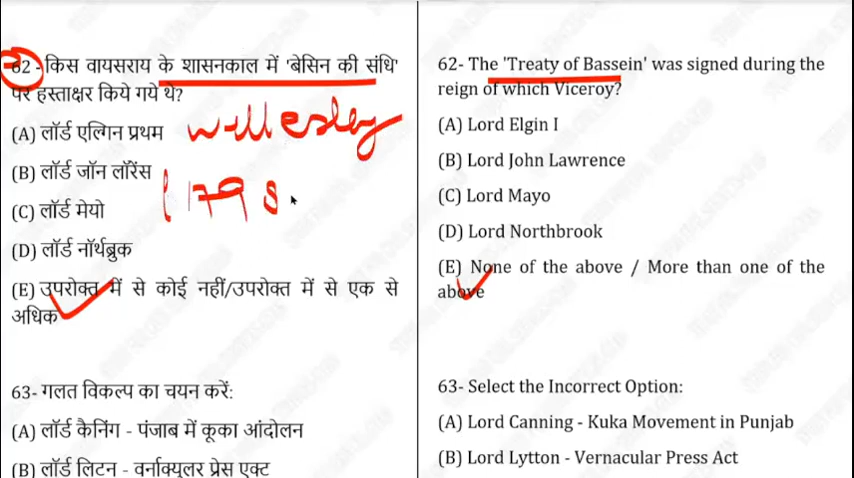 62 - किस वायसराय के शासनकाल में 'बेसिन की संधि'
पर हस्ताक्षर किये गये थे?
(A) लॉर्ड एल्गिन प्रथम
(B) लॉर्ड जॉन लॉरेंस
(C) लॉर्ड मेयो
(D) लॉर्ड नॉर्थब्रुक
(E) उपरोक्त में से कोई नहीं/उपरोक्त में से एक से
अधिक
63- गलत विकल्प का चयन करें:
(A) लॉर्ड कैनिंग - पंजाब में कूका आंदोलन
(B) लॉर्ड लिटन - वर्नाक्युलर प्रेस एक्ट
62- The 'Treaty of Bassein' was signed during the
reign of which Viceroy?
(A) Lord Elgin I
(B) Lord John Lawrence
(C) Lord Mayo
(D) Lord Northbrook
(E) None of the above / More than one of the
above
63- Select the Incorrect Option:
(A) Lord Canning - Kuka Movement in Punjab
(B) Lord Lytton - Vernacular Press Act